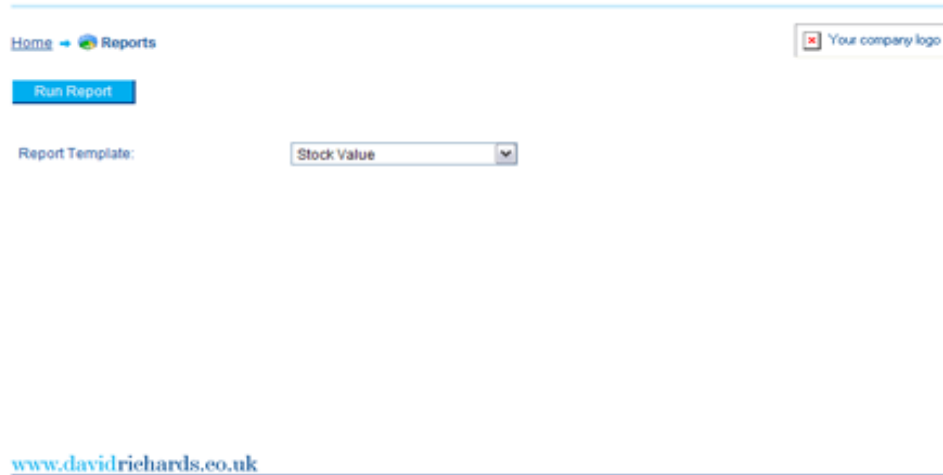 Home → Reports
Your company logo
Run Report
Report Template: Stock Value
www.davidrichards.co.uk